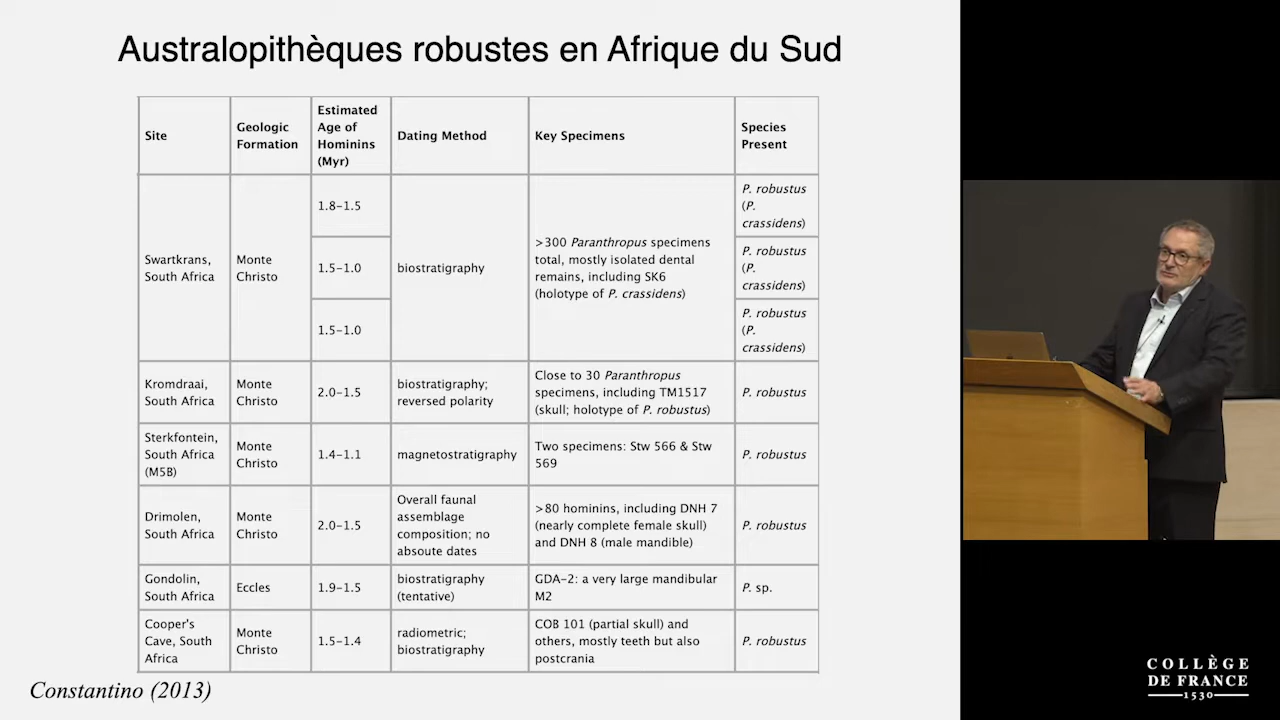 Australopithèques robustes en Afrique du Sud
Site
Geologic
Formation
Estimated
Age of
Hominins
(Myr)
Dating Method
Key Specimens
Species
Present
Swartkrans,
South Africa
Monte
Christo
1.8–1.5
1.5–1.0
1.5–1.0
biostratigraphy
>300 Paranthropus specimens
total, mostly isolated dental
remains, including SK6
(holotype of P. crassidens)
P. robustus
(P.
crassidens)
P. robustus
(P.
crassidens)
P. robustus
(P.
crassidens)
Kromdraai,
South Africa
Monte
Christo
2.0–1.5
biostratigraphy;
reversed polarity
Close to 30 Paranthropus
specimens, including TM1517
(skull; holotype of P. robustus)
P. robustus
Sterkfontein,
South Africa
(M5B)
Monte
Christo
1.4–1.1
magnetostratigraphy
Two specimens: Stw 566 & Stw
569
P. robustus
Drimolen,
South Africa
Monte
Christo
2.0–1.5
Overall faunal
assemblage
composition; no
absoute dates
>80 hominins, including DNH 7
(nearly complete female skull)
and DNH 8 (male mandible)
P. robustus
Gondolin,
South Africa
Eccles
1.9–1.5
biostratigraphy
(tentative)
GDA-2: a very large mandibular
M2
P. sp.
Cooper's
Cave, South
Africa
Monte
Christo
1.5–1.4
radiometric;
biostratigraphy
COB 101 (partial skull) and
others, mostly teeth but also
postcrania
P. robustus
Constantino (2013)
COLLÈGE
DE FRANCE
1530